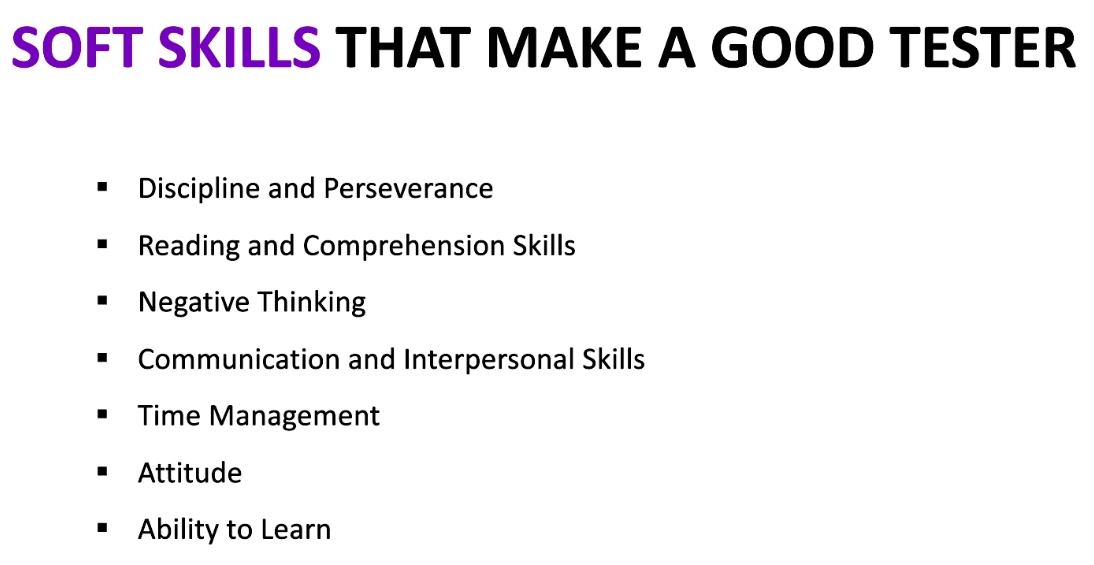 SOFT SKILLS THAT MAKE A GOOD TESTER
▪ Discipline and Perseverance
▪ Reading and Comprehension Skills
▪ Negative Thinking
▪ Communication and Interpersonal Skills
▪ Time Management
▪ Attitude
▪ Ability to Learn